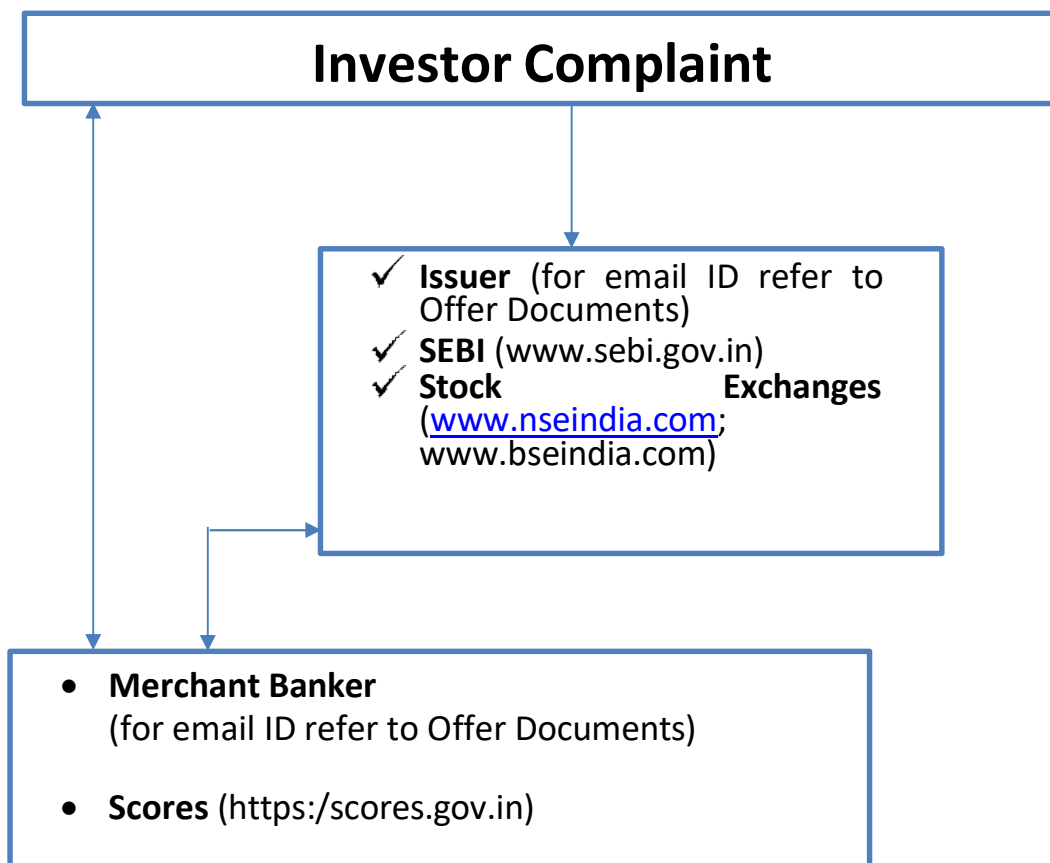 Investor Complaint
✓ Issuer (for email ID refer to
Offer Documents)
✓ SEBI (www.sebi.gov.in)
✓ Stock Exchanges
(www.nseindia.com;
www.bseindia.com)
• Merchant Banker
(for email ID refer to Offer Documents)
• Scores (https:/scores.gov.in)